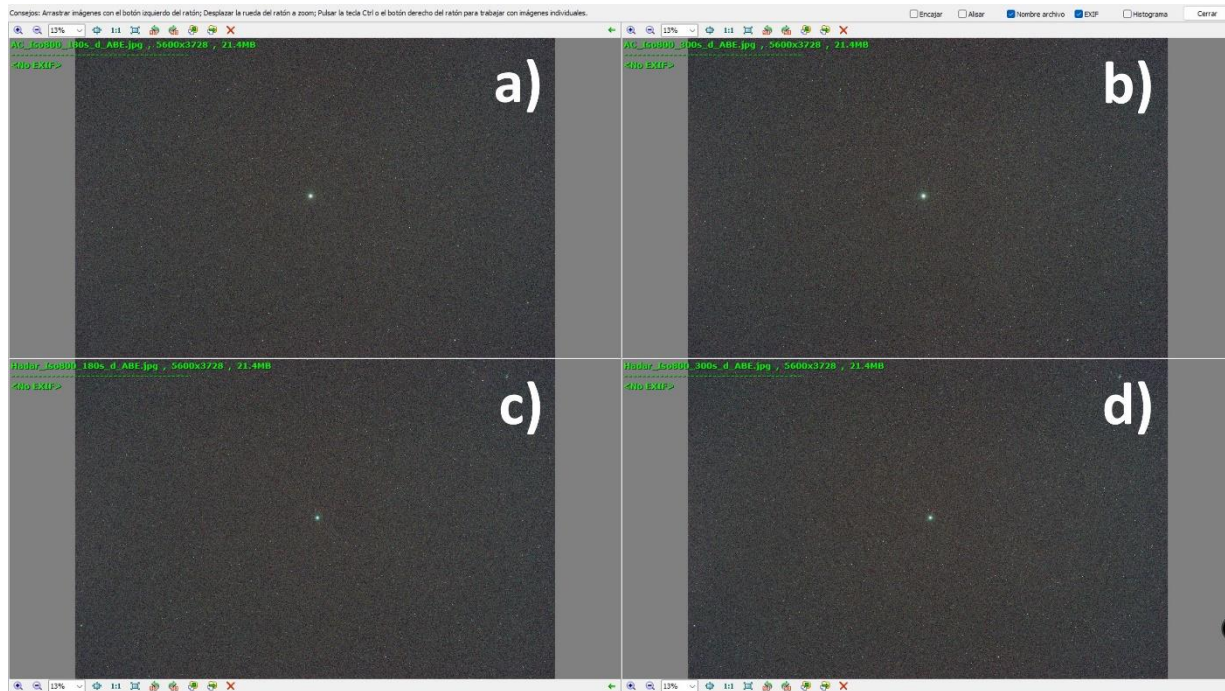 Consejos: Arrastrar imágenes con el botón izquierdo del ratón; Desplazar la rueda del ratón a zoom; Pulsar la tecla Ctrl o el botón derecho del ratón para trabajar con imágenes individuales.
Encajar Alisar Nombre archivo EXIF Histograma Cerrar
13% 1:1
13% 1:1
AC_Iso800_180s_d_ABE.jpg , 5600x3728 , 21.4MB
<No EXIF>
a)
AC_Iso800_300s_d_ABE.jpg , 5600x3728 , 21.4MB
<No EXIF>
b)
Hadar_Iso800_180s_d_ABE.jpg , 5600x3728 , 21.4MB
<No EXIF>
c)
Hadar_Iso800_300s_d_ABE.jpg , 5600x3728 , 21.4MB
<No EXIF>
d)
13% 1:1
13% 1:1